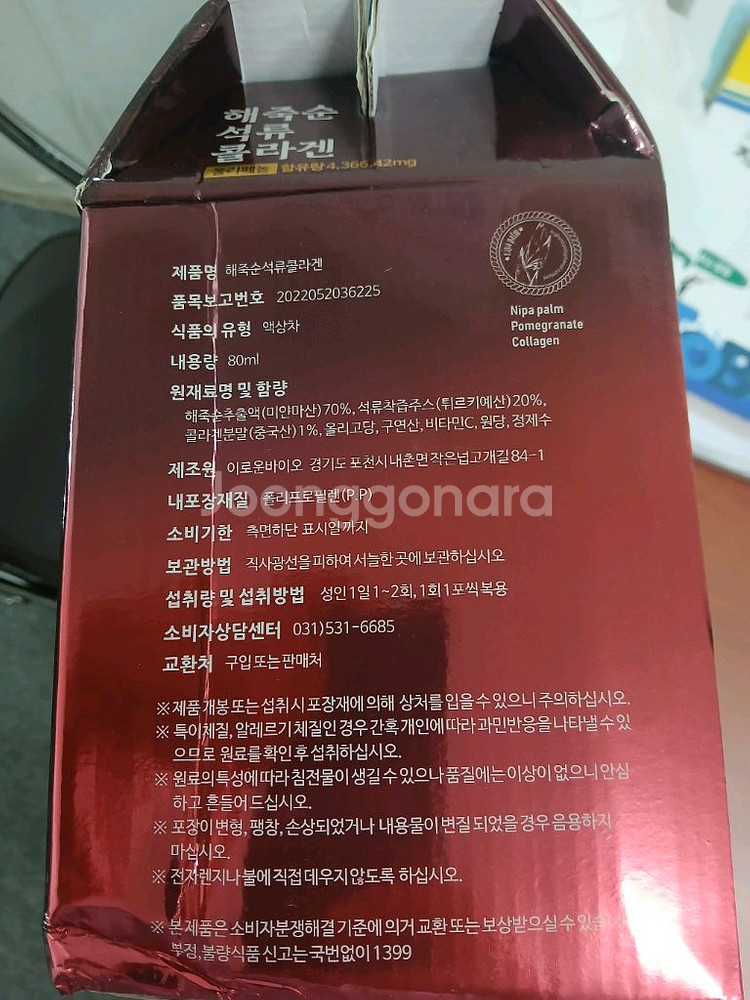 해죽순
석류
콜라겐
폴리페놀 함유량 4,366.42mg
Nipa palm
Pomegranate
Collagen
제품명 해죽순석류콜라겐
품목보고번호 2022052036225
식품의 유형 액상차
내용량 80ml
원재료명 및 함량
해죽순추출액(미얀마산)70%, 석류착즙주스(튀르키예산)20%,
콜라겐분말(중국산)1%, 올리고당, 구연산, 비타민C, 원당, 정제수
제조원 이로운바이오 경기도 포천시 내촌면 작은넙고개길 84-1
내포장재질 폴리프로필렌(P.P)
joonggonara
소비기한 측면하단 표시일까지
보관방법 직사광선을 피하여 서늘한 곳에 보관하십시오
섭취량 및 섭취방법 성인 1일 1~2회, 1회 1포씩 복용
소비자상담센터 031)531-6685
교환처 구입 또는 판매처
※ 제품 개봉 또는 섭취 시 포장재에 의해 상처를 입을 수 있으니 주의하십시오.
※ 특이체질, 알레르기 체질인 경우 간혹 개인에 따라 과민반응을 나타낼 수 있
으므로 원료를 확인 후 섭취하십시오.
※ 원료의 특성에 따라 침전물이 생길 수 있으나 품질에는 이상이 없으니 안심
하고 흔들어 드십시오.
※ 포장이 변형, 팽창, 손상되었거나 내용물이 변질 되었을 경우 음용하지
마십시오.
※ 전자렌지나 불에 직접 데우지 않도록 하십시오.
※ 본 제품은 소비자분쟁해결 기준에 의거 교환 또는 보상받으실 수 있습
부정,불량식품 신고는 국번없이 1399